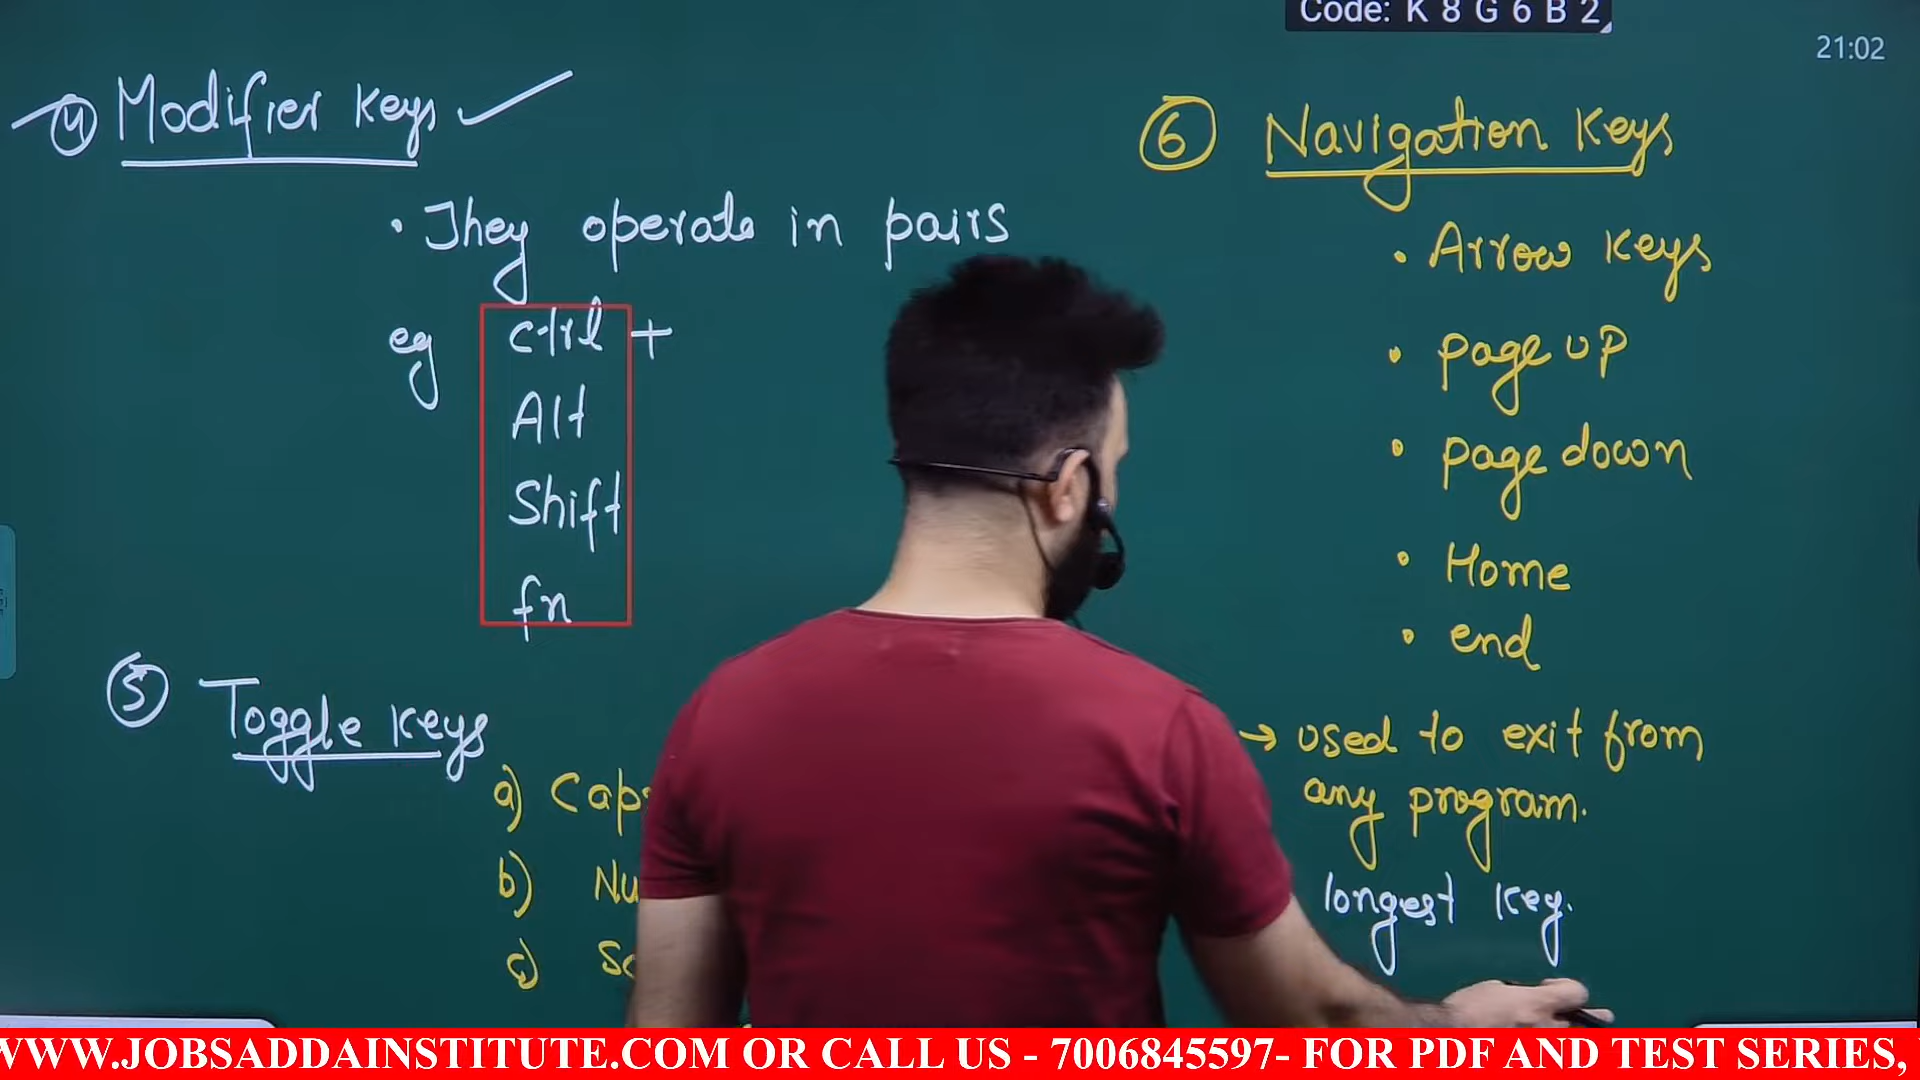 Code: K 8 G 6 B 2
21:02
4 Modifier Keys
• They operate in pairs
eg ctrl +
Alt
Shift
fn
5 Toggle Keys
a) Caps
b) Nu
c) Sc
6 Navigation Keys
• Arrow Keys
• page up
• page down
• Home
• end
→ used to exit from
any program.
longest key.
WWW.JOBSADDAINSTITUTE.COM OR CALL US - 7006845597- FOR PDF AND TEST SERIES,